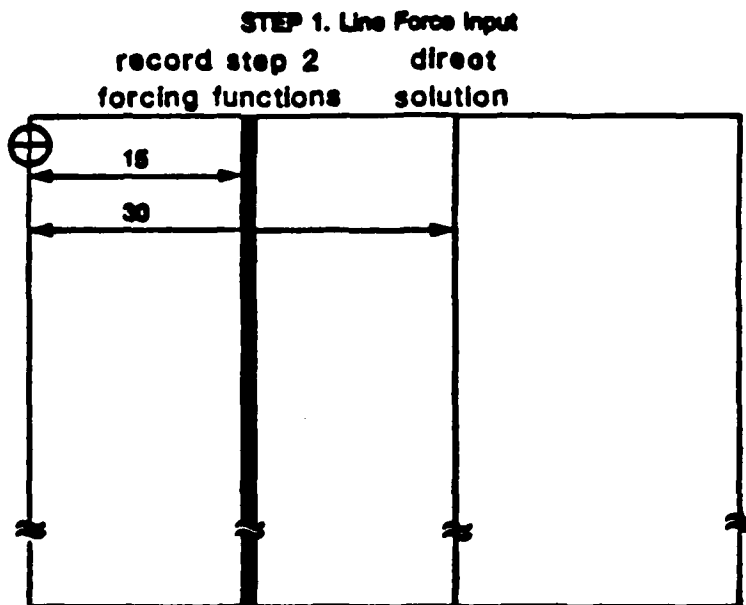 STEP 1. Line Force Input
record step 2
forcing functions
direct
solution
15
30